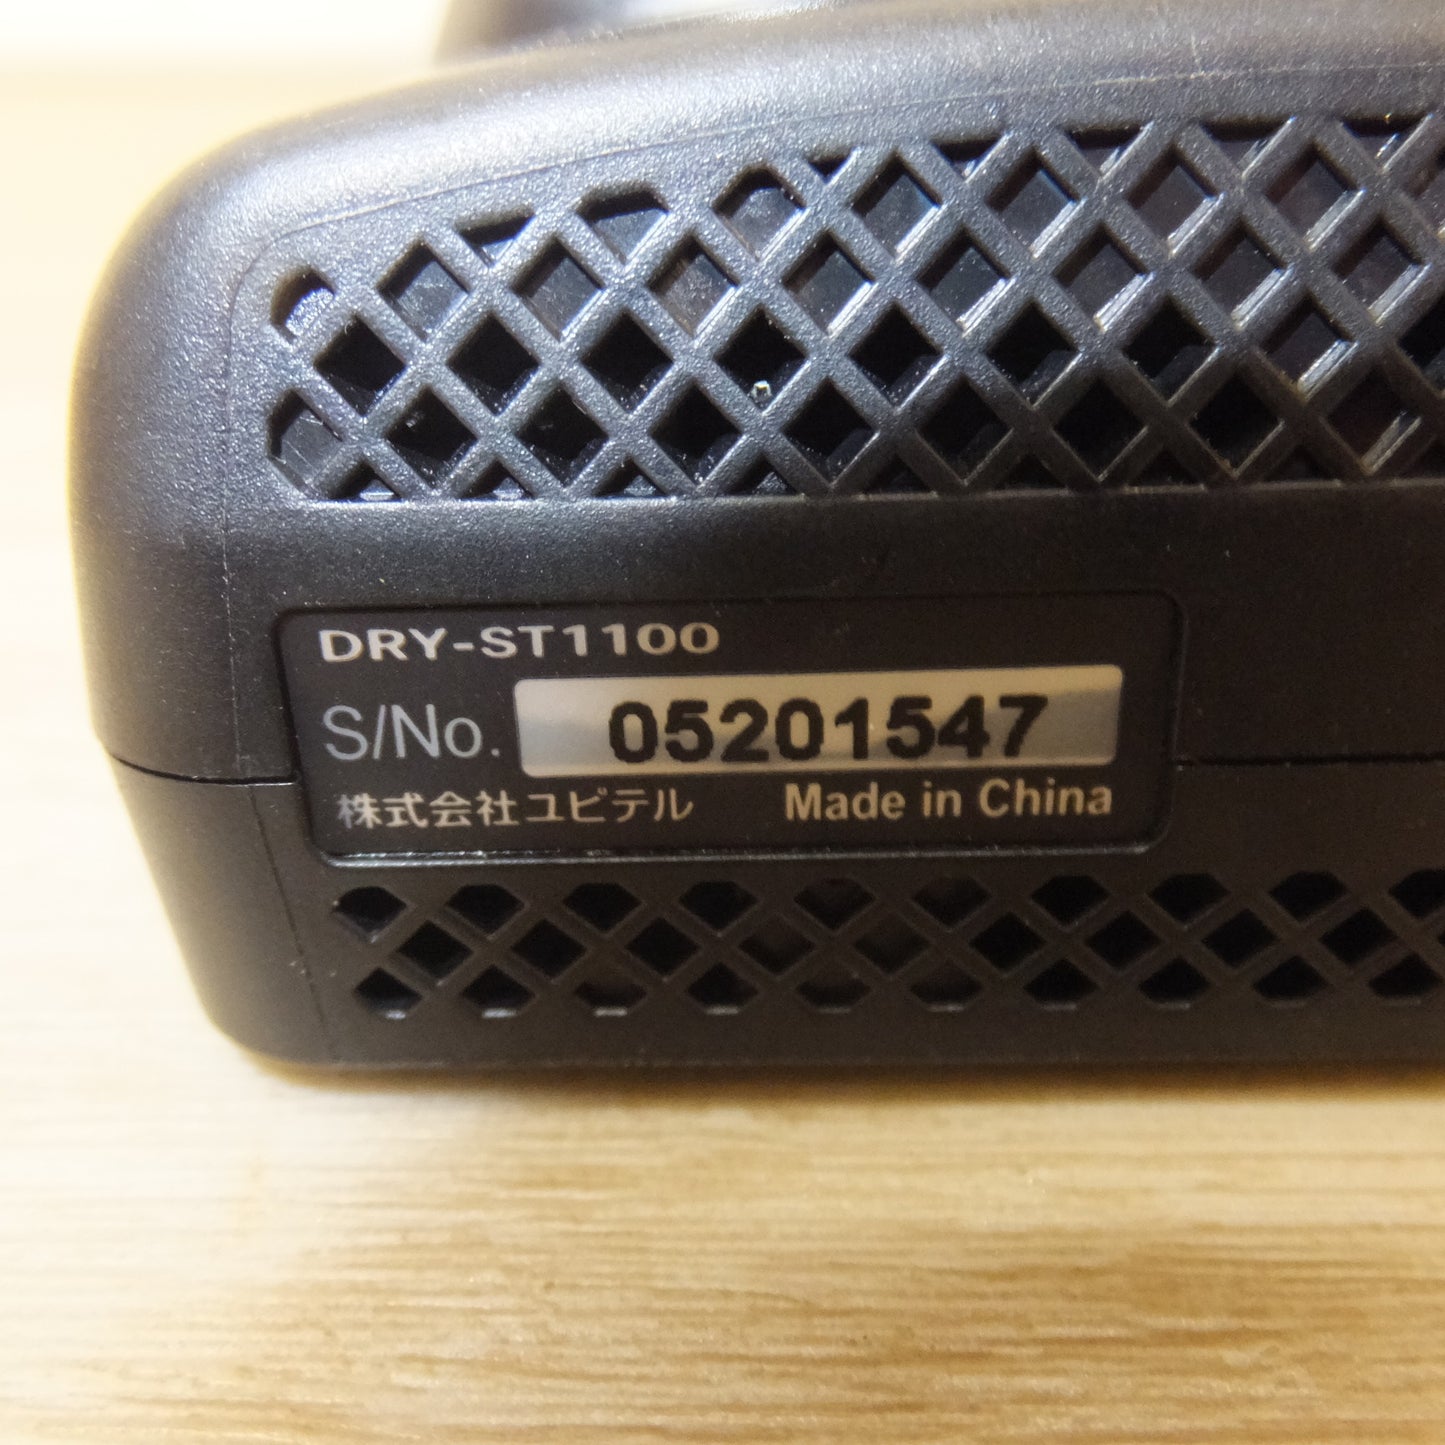 DRY-ST1100
S/No. 05201547
株式会社ユピテル Made in China